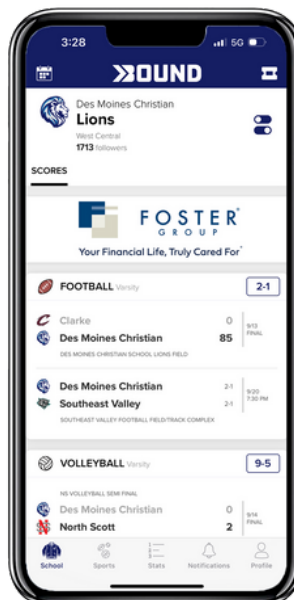 3:28 5G
BOUND
Des Moines Christian
Lions
West Central
1713 followers
SCORES
FOSTER
GROUP
Your Financial Life, Truly Cared For
FOOTBALL Varsity 2-1
Clarke 0
Des Moines Christian 85
9/13
FINAL
DES MOINES CHRISTIAN SCHOOL LIONS FIELD
Des Moines Christian 2-1
Southeast Valley 2-1
9/20
7:30 PM
SOUTHEAST VALLEY FOOTBALL FIELD/TRACK COMPLEX
VOLLEYBALL Varsity 9-5
NS VOLLEYBALL SEMI FINAL
Des Moines Christian 0
North Scott 2
9/14
FINAL
School Sports Stats Notifications Profile